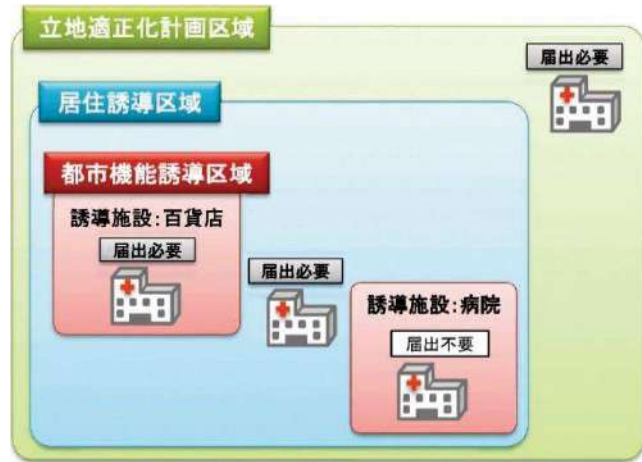 立地適正化計画区域
届出必要
居住誘導区域
都市機能誘導区域
誘導施設:百貨店
届出必要
届出必要
誘導施設:病院
届出不要